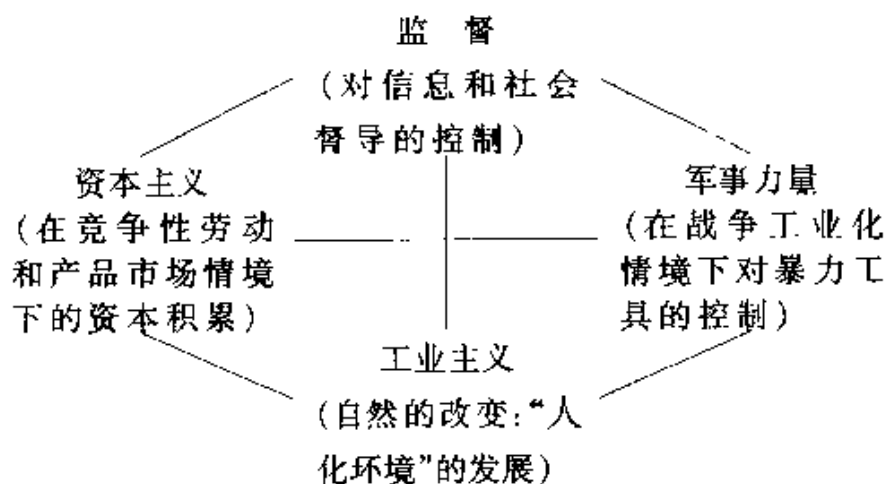 监 督
(对信息和社会
督导的控制)
资本主义
(在竞争性劳动
和产品市场情境
下的资本积累)
军事力量
(在战争工业化
情境下对暴力工
具的控制)
工业主义
(自然的改变:“人
化环境”的发展)